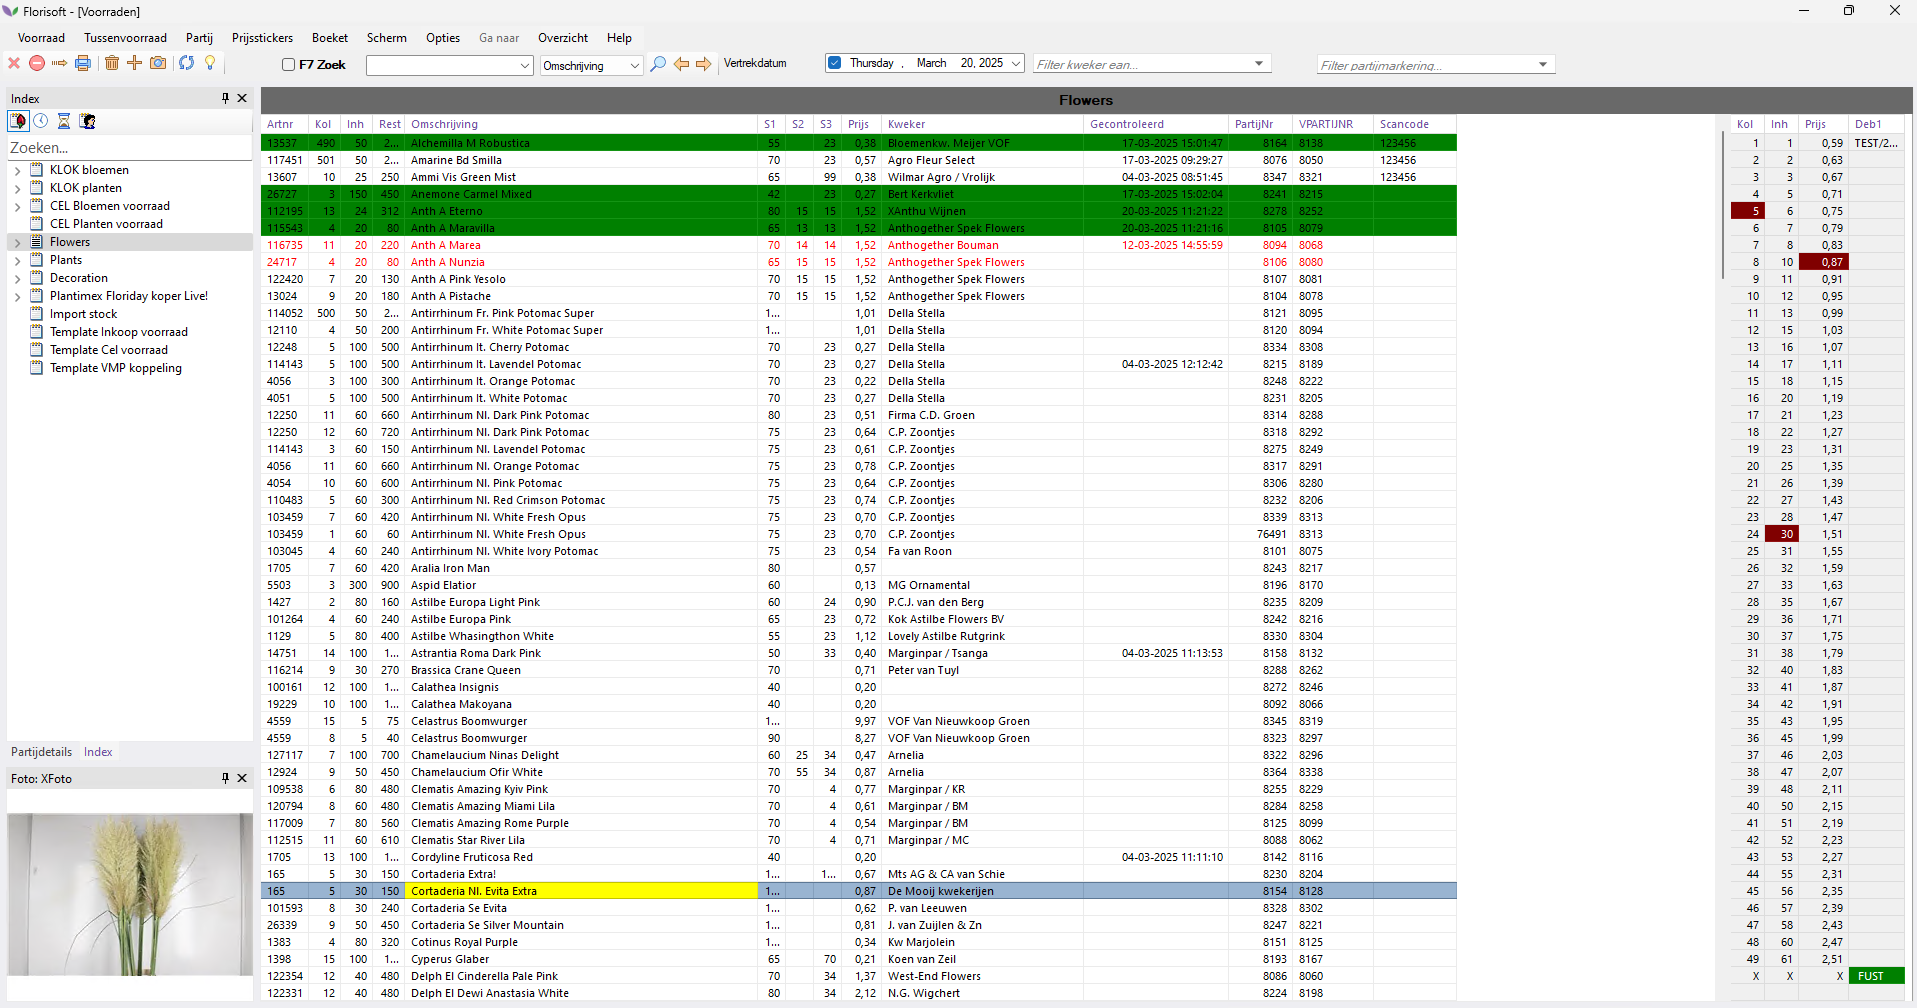 Florisoft - [Voorraden]
Voorraad Tussenvoorraad Partij Prijsstickers Boeket Scherm Opties Ga naar Overzicht Help
F7 Zoek Omschrijving Vertrekdatum Thursday , March 20, 2025 Filter kweker ean... Filter partijmarkering...
Index
Zoeken...
KLOK bloemen
KLOK planten
CEL Bloemen voorraad
CEL Planten voorraad
Flowers
Plants
Decoration
Plantimex Floriday koper Live!
Import stock
Template Inkoop voorraad
Template Cel voorraad
Template VMP koppeling
Partijdetails Index
Foto: XFoto
Flowers
Artnr Kol Inh Rest Omschrijving S1 S2 S3 Prijs Kweker Gecontroleerd PartijNr VPARTIJNR Scancode
13537 490 50 2... Alchemilla M Robustica 55 23 0,38 Bloemenkw. Meijer VOF 17-03-2025 15:01:47 8164 8138 123456
117451 501 50 2... Amarine Bd Smilla 70 23 0,57 Agro Fleur Select 17-03-2025 09:29:27 8076 8050 123456
13607 10 25 250 Ammi Vis Green Mist 65 99 0,38 Wilmar Agro / Vrolijk 04-03-2025 08:51:45 8347 8321 123456
26727 3 150 450 Anemone Carmel Mixed 42 23 0,27 Bert Kerkvliet 17-03-2025 15:02:04 8241 8215
112195 13 24 312 Anth A Eterno 80 15 15 1,52 XAnthu Wijnen 20-03-2025 11:21:22 8278 8252
115543 4 20 80 Anth A Maravilla 65 13 13 1,52 Anthogether Spek Flowers 20-03-2025 11:21:16 8105 8079
116735 11 20 220 Anth A Marea 70 14 14 1,52 Anthogether Bouman 12-03-2025 14:55:59 8094 8068
24717 4 20 80 Anth A Nunzia 65 15 15 1,52 Anthogether Spek Flowers 8106 8080
122420 7 20 130 Anth A Pink Yesolo 70 15 15 1,52 Anthogether Spek Flowers 8107 8081
13024 9 20 180 Anth A Pistache 70 15 15 1,52 Anthogether Spek Flowers 8104 8078
114052 500 50 2... Antirrhinum Fr. Pink Potomac Super 1... 1,01 Della Stella 8121 8095
12110 4 50 200 Antirrhinum Fr. White Potomac Super 1... 1,01 Della Stella 8120 8094
12248 5 100 500 Antirrhinum It. Cherry Potomac 70 23 0,27 Della Stella 8334 8308
114143 5 100 500 Antirrhinum It. Lavendel Potomac 70 23 0,27 Della Stella 04-03-2025 12:12:42 8215 8189
4056 3 100 300 Antirrhinum It. Orange Potomac 70 23 0,22 Della Stella 8248 8222
4051 5 100 500 Antirrhinum It. White Potomac 70 23 0,27 Della Stella 8231 8205
12250 11 60 660 Antirrhinum Nl. Dark Pink Potomac 80 23 0,51 Firma C.D. Groen 8314 8288
12250 12 60 720 Antirrhinum Nl. Dark Pink Potomac 75 23 0,64 C.P. Zoontjes 8318 8292
114143 3 60 150 Antirrhinum Nl. Lavendel Potomac 75 23 0,61 C.P. Zoontjes 8275 8249
4056 11 60 660 Antirrhinum Nl. Orange Potomac 75 23 0,78 C.P. Zoontjes 8317 8291
4054 10 60 600 Antirrhinum Nl. Pink Potomac 75 23 0,64 C.P. Zoontjes 8306 8280
110483 5 60 300 Antirrhinum Nl. Red Crimson Potomac 75 23 0,74 C.P. Zoontjes 8232 8206
103459 7 60 420 Antirrhinum Nl. White Fresh Opus 75 23 0,70 C.P. Zoontjes 8339 8313
103459 1 60 60 Antirrhinum Nl. White Fresh Opus 75 23 0,70 C.P. Zoontjes 76491 8313
103045 4 60 240 Antirrhinum Nl. White Ivory Potomac 75 23 0,54 Fa van Roon 8101 8075
1705 7 60 420 Aralia Iron Man 80 0,57 8243 8217
5503 3 300 900 Aspid Elatior 60 0,13 MG Ornamental 8196 8170
1427 2 80 160 Astilbe Europa Light Pink 60 24 0,90 P.C.J. van den Berg 8235 8209
101264 4 60 240 Astilbe Europa Pink 65 23 0,72 Kok Astilbe Flowers BV 8242 8216
1129 5 80 400 Astilbe Whasingthon White 55 23 1,12 Lovely Astilbe Rutgrink 8330 8304
14751 14 100 1... Astrantia Roma Dark Pink 50 33 0,40 Marginpar / Tsanga 04-03-2025 11:13:53 8158 8132
116214 9 30 270 Brassica Crane Queen 70 0,71 Peter van Tuyl 8288 8262
100161 12 100 1... Calathea Insignis 40 0,20 8272 8246
19229 10 100 1... Calathea Makoyana 40 0,20 8092 8066
4559 15 5 75 Celastrus Boomwurger 1... 9,97 VOF Van Nieuwkoop Groen 8345 8319
4559 8 5 40 Celastrus Boomwurger 90 8,27 VOF Van Nieuwkoop Groen 8323 8297
127117 7 100 700 Chamelaucium Ninas Delight 60 25 34 0,47 Arnelia 8322 8296
12924 9 50 450 Chamelaucium Ofir White 70 55 34 0,87 Arnelia 8364 8338
109538 6 80 480 Clematis Amazing Kyiv Pink 70 4 0,77 Marginpar / KR 8255 8229
120794 8 60 480 Clematis Amazing Miami Lila 70 4 0,61 Marginpar / BM 8284 8258
117009 7 80 560 Clematis Amazing Rome Purple 70 4 0,54 Marginpar / BM 8125 8099
112515 11 60 610 Clematis Star River Lila 70 4 0,71 Marginpar / MC 8088 8062
1705 13 100 1... Cordyline Fruticosa Red 40 0,20 04-03-2025 11:11:10 8142 8116
165 5 30 150 Cortaderia Extra! 1... 1... 0,67 Mts AG & CA van Schie 8230 8204
165 5 30 150 Cortaderia Nl. Evita Extra 1... 0,87 De Mooij kwekerijen 8154 8128
101593 8 30 240 Cortaderia Se Evita 1... 0,62 P. van Leeuwen 8328 8302
26339 9 50 450 Cortaderia Se Silver Mountain 1... 0,81 J. van Zuijlen & Zn 8247 8221
1383 4 80 320 Cotinus Royal Purple 1... 0,34 Kw Marjolein 8151 8125
1398 15 100 1... Cyperus Glaber 65 70 0,21 Koen van Zeil 8193 8167
122354 12 40 480 Delph El Cinderella Pale Pink 70 34 1,37 West-End Flowers 8086 8060
122331 12 40 480 Delph El Dewi Anastasia White 80 34 2,12 N.G. Wigchert 8224 8198
Kol Inh Prijs Deb1
1 1 0,59 TEST/2...
2 2 0,63
3 3 0,67
4 5 0,71
5 6 0,75
6 7 0,79
7 8 0,83
8 10 0,87
9 11 0,91
10 12 0,95
11 13 0,99
12 15 1,03
13 16 1,07
14 17 1,11
15 18 1,15
16 20 1,19
17 21 1,23
18 22 1,27
19 23 1,31
20 25 1,35
21 26 1,39
22 27 1,43
23 28 1,47
24 30 1,51
25 31 1,55
26 32 1,59
27 33 1,63
28 35 1,67
29 36 1,71
30 37 1,75
31 38 1,79
32 40 1,83
33 41 1,87
34 42 1,91
35 43 1,95
36 45 1,99
37 46 2,03
38 47 2,07
39 48 2,11
40 50 2,15
41 51 2,19
42 52 2,23
43 53 2,27
44 55 2,31
45 56 2,35
46 57 2,39
47 58 2,43
48 60 2,47
49 61 2,51
X X X FUST